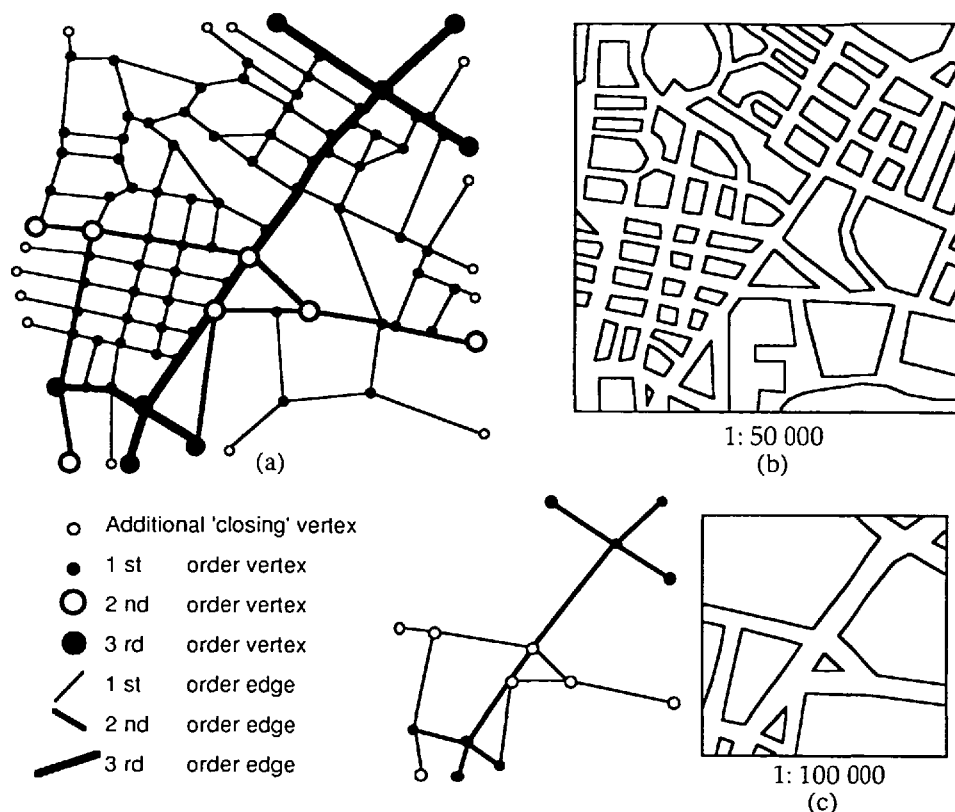 (a)
1: 50 000
(b)
Additional 'closing' vertex
1 st order vertex
2 nd order vertex
3 rd order vertex
1 st order edge
2 nd order edge
3 rd order edge
1: 100 000
(c)